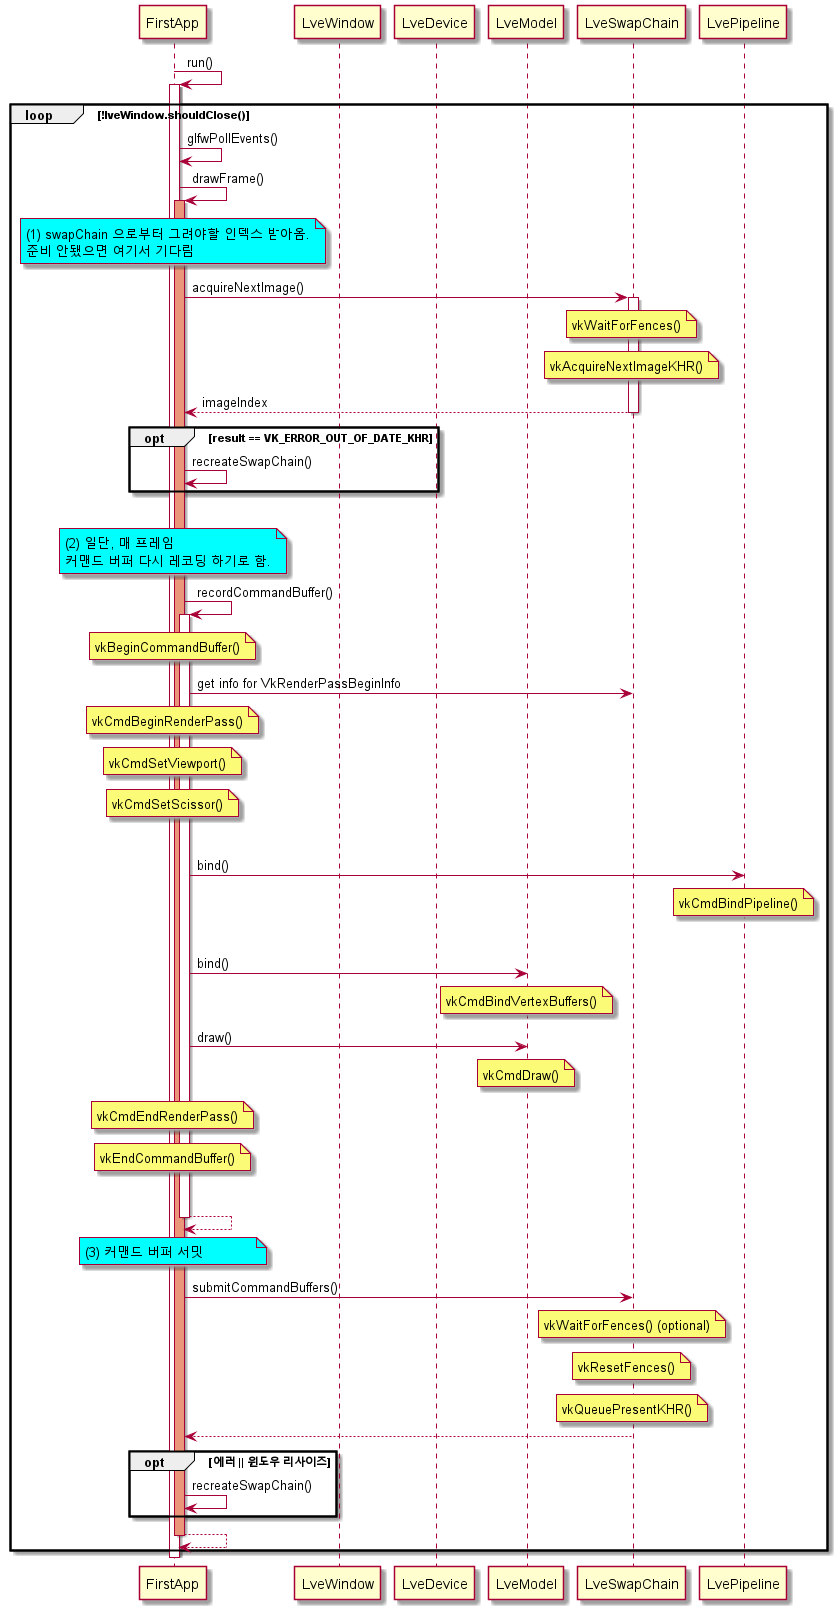 FirstApp LveWindow LveDevice LveModel LveSwapChain LvePipeline
run()
loop [!lveWindow.shouldClose()]
glfwPollEvents()
drawFrame()
(1) swapChain 으로부터 그려야할 인덱스 받아옴.
준비 안됐으면 여기서 기다림
acquireNextImage()
vkWaitForFences()
vkAcquireNextImageKHR()
imageIndex
opt [result == VK_ERROR_OUT_OF_DATE_KHR]
recreateSwapChain()
(2) 일단, 매 프레임
커맨드 버퍼 다시 레코딩 하기로 함.
recordCommandBuffer()
vkBeginCommandBuffer()
get info for VkRenderPassBeginInfo
vkCmdBeginRenderPass()
vkCmdSetViewport()
vkCmdSetScissor()
bind()
vkCmdBindPipeline()
bind()
vkCmdBindVertexBuffers()
draw()
vkCmdDraw()
vkCmdEndRenderPass()
vkEndCommandBuffer()
(3) 커맨드 버퍼 서밋
submitCommandBuffers()
vkWaitForFences() (optional)
vkResetFences()
vkQueuePresentKHR()
opt [에러 || 윈도우 리사이즈]
recreateSwapChain()
FirstApp LveWindow LveDevice LveModel LveSwapChain LvePipeline